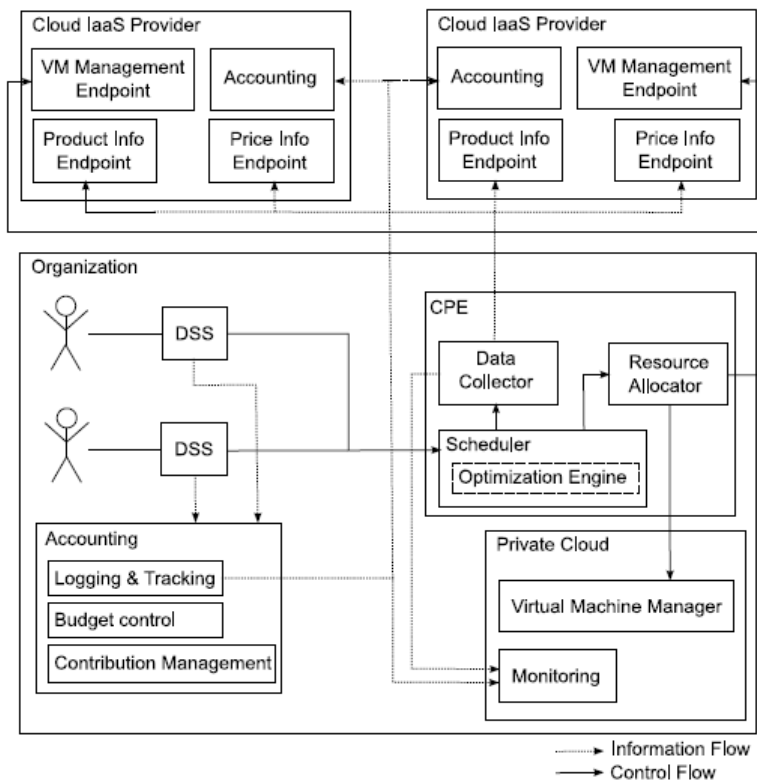 Cloud IaaS Provider
VM Management
Endpoint
Accounting
Product Info
Endpoint
Price Info
Endpoint
Cloud IaaS Provider
Accounting
VM Management
Endpoint
Product Info
Endpoint
Price Info
Endpoint
Organization
DSS
DSS
Accounting
Logging & Tracking
Budget control
Contribution Management
CPE
Data
Collector
Resource
Allocator
Scheduler
Optimization Engine
Private Cloud
Virtual Machine Manager
Monitoring
Information Flow
Control Flow